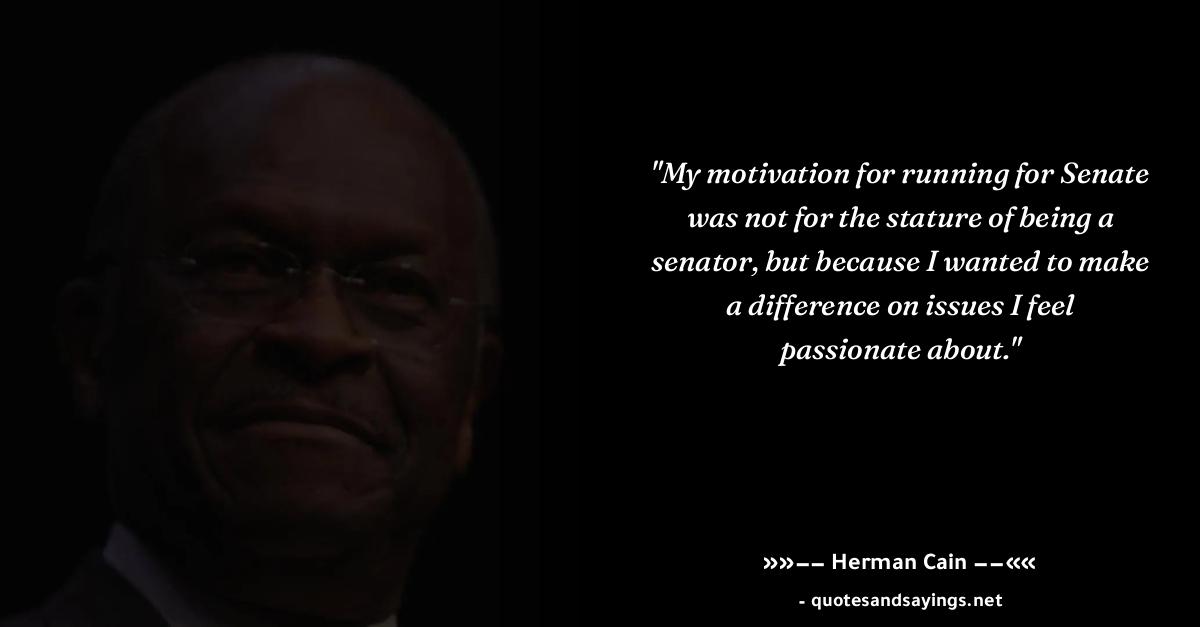 "My motivation for running for Senate
was not for the stature of being a
senator, but because I wanted to make
a difference on issues I feel
passionate about."
»»−− Herman Cain −−««
- quotesandsayings.net